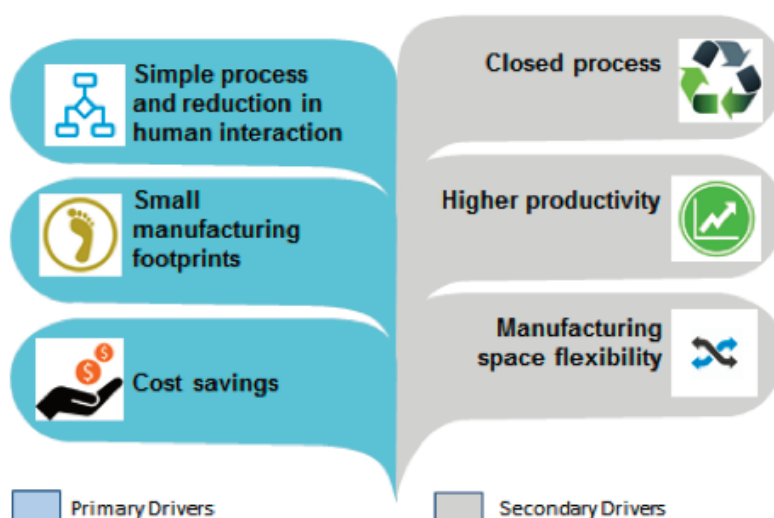 Simple process
and reduction in
human interaction
Small
manufacturing
footprints
Cost savings
Closed process
Higher productivity
Manufacturing
space flexibility
Primary Drivers
Secondary Drivers